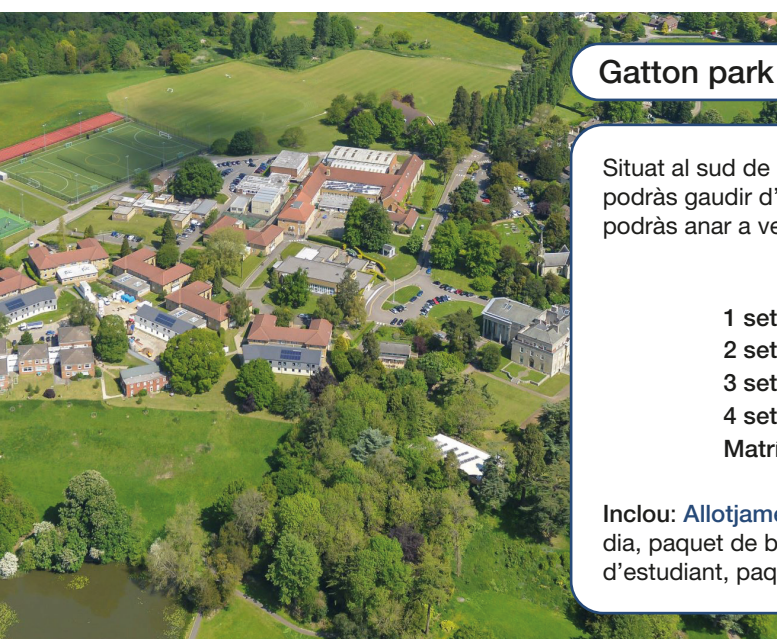 Gatton park
Situat al sud de
podràs gaudir d'
podràs anar a ve
1 set
2 set
3 set
4 set
Matrí
Inclou: Allotjame
dia, paquet de b
d'estudiant, paq